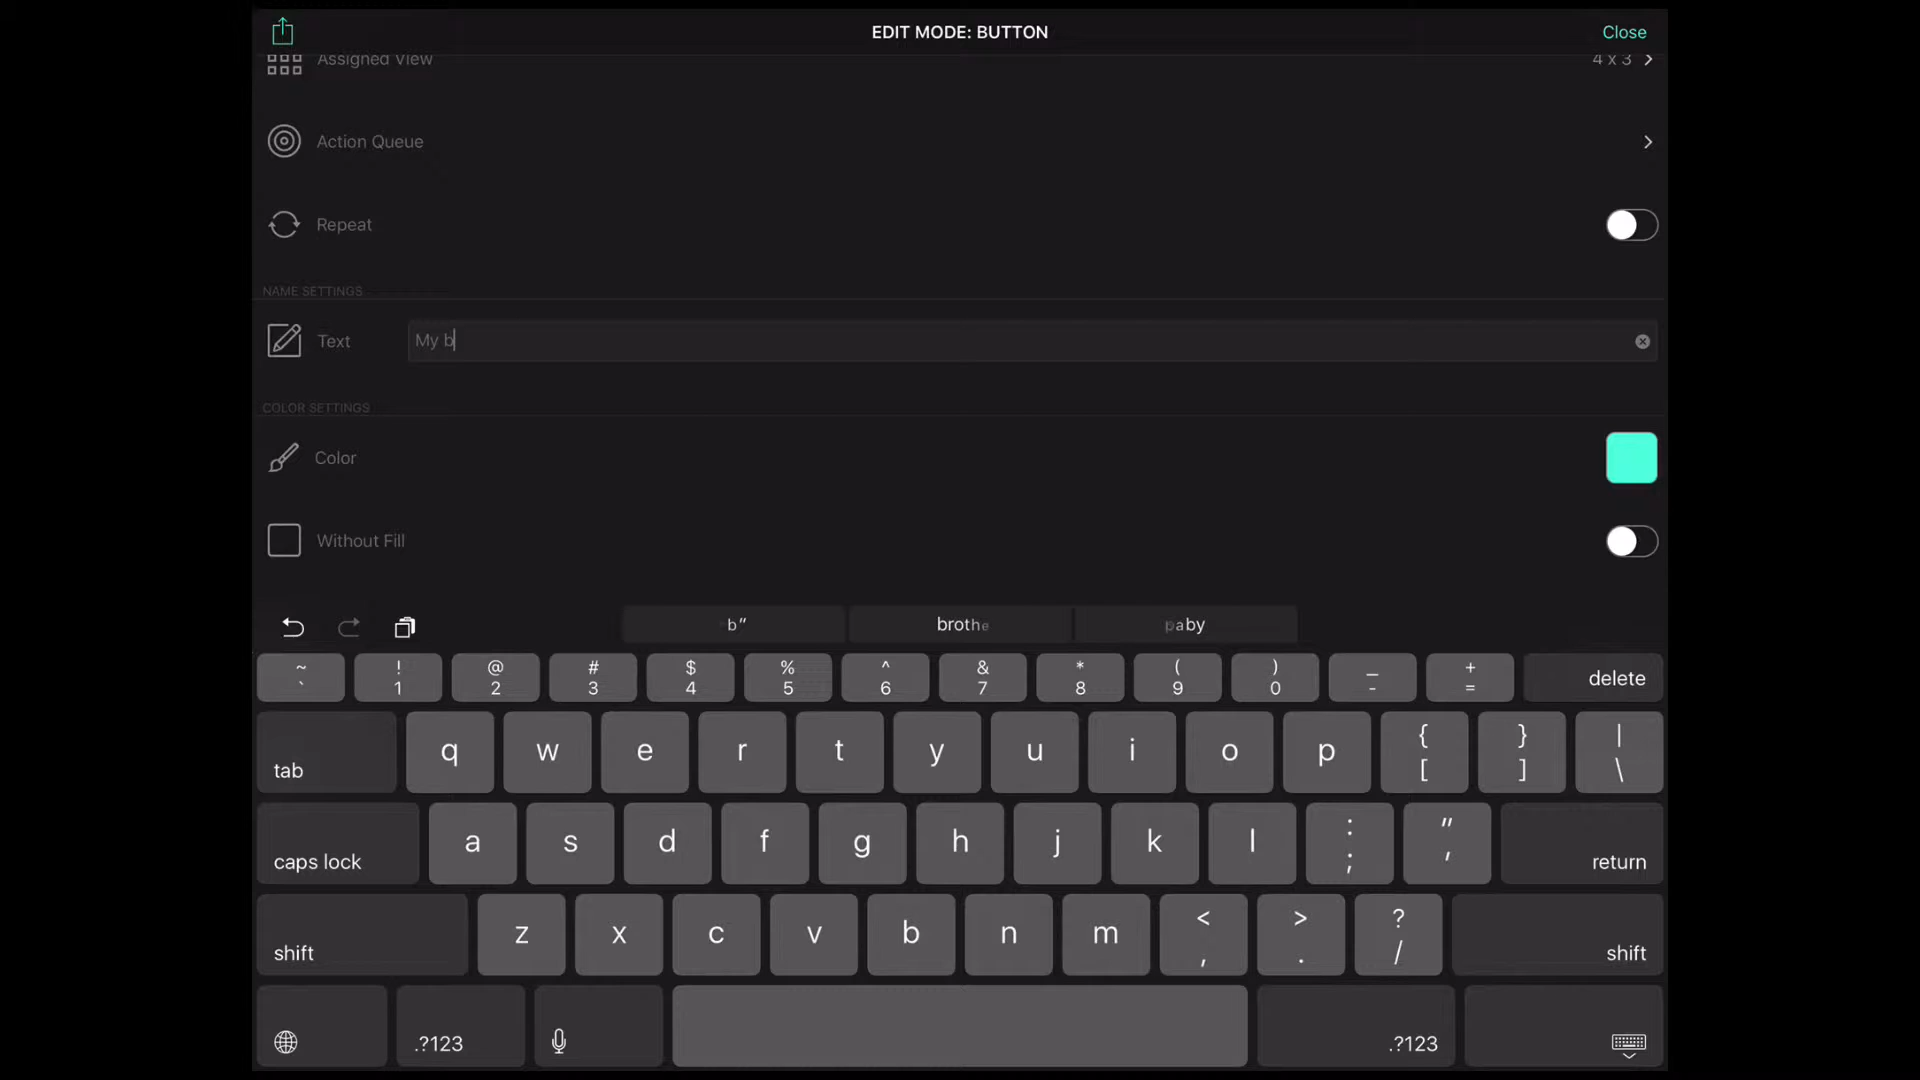 EDIT MODE: BUTTON
Close
Assigned View
4 x 3
Action Queue
Repeat
NAME SETTINGS
Text
My b
COLOR SETTINGS
Color
Without Fill
b”
brothe
paby
~ ! @ # $ % ^ & * ( ) _ +
` 1 2 3 4 5 6 7 8 9 0 - = delete
tab q w e r t y u i o p { [ } ] | \
caps lock a s d f g h j k l : ; " ' return
shift z x c v b n m < , > . ? / shift
.?123 .?123